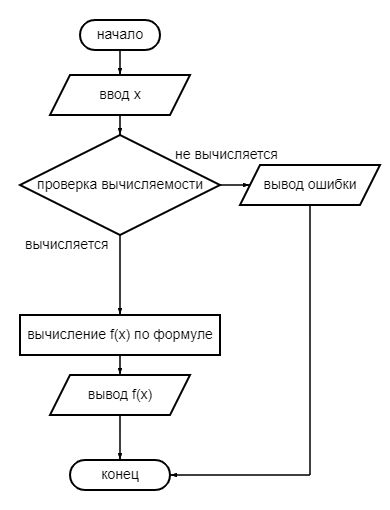 начало
ввод x
не вычисляется
проверка вычисляемости
вывод ошибки
вычисляется
вычисление f(x) по формуле
вывод f(x)
конец